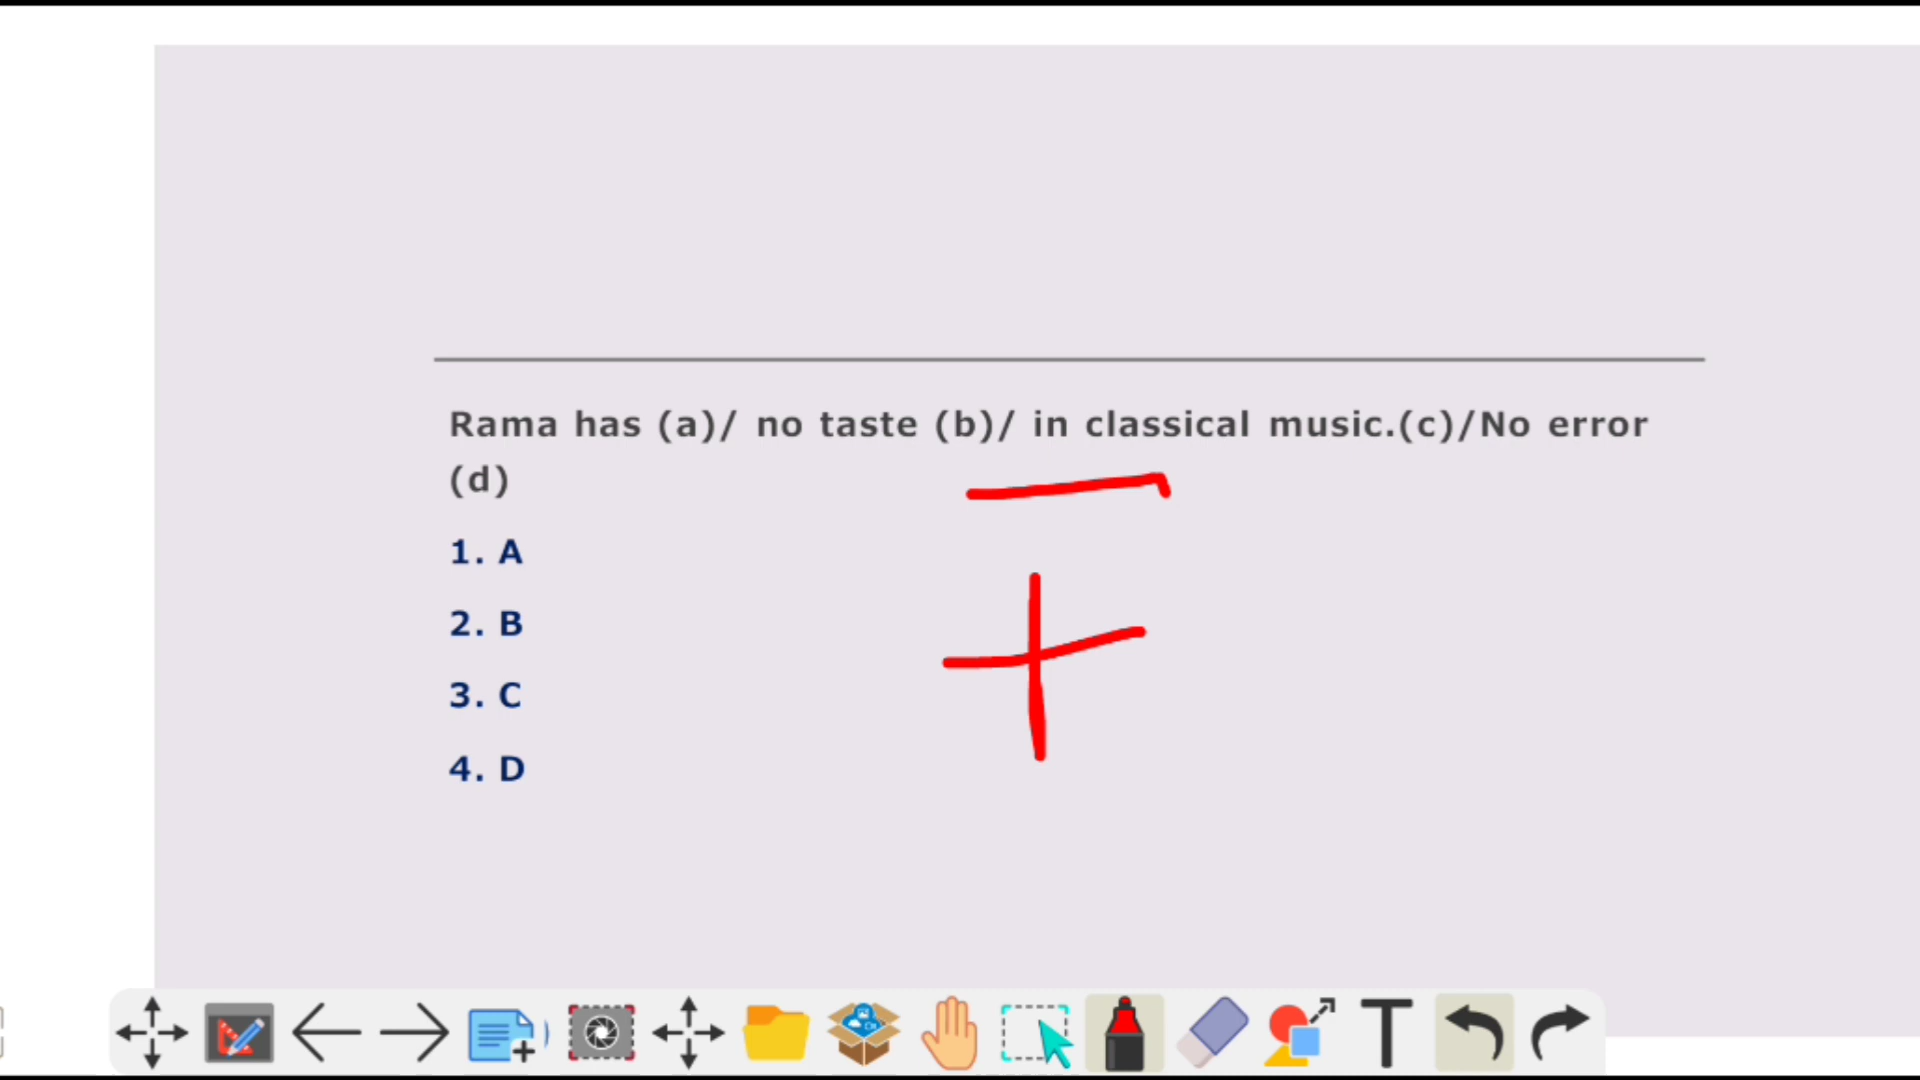 Rama has (a)/ no taste (b)/ in classical music.(c)/No error
(d)
1. A
2. B
3. C
4. D